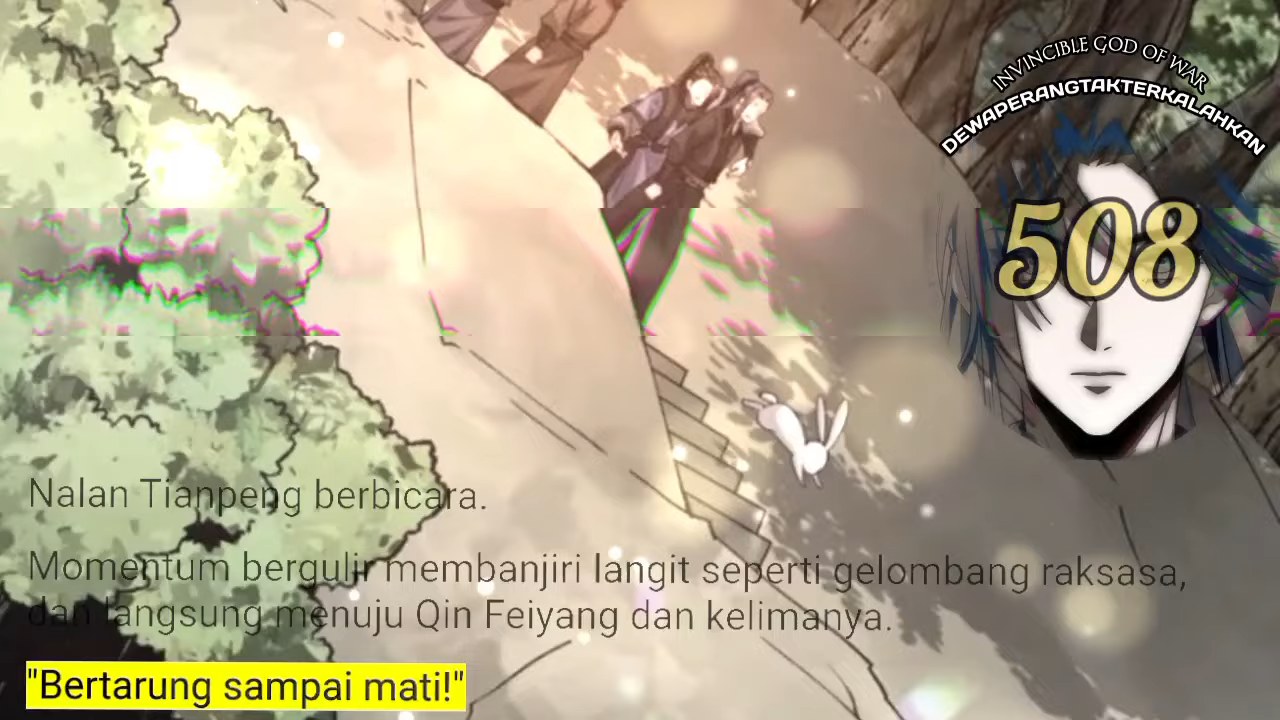 INVINCIBLE GOD OF WAR
DEWAPERANGTAKTERKALAHKAN
508
Nalan Tianpeng berbicara.
Momentum bergulir membanjiri langit seperti gelombang raksasa,
dan langsung menuju Qin Feiyang dan kelimanya.
"Bertarung sampai mati!"